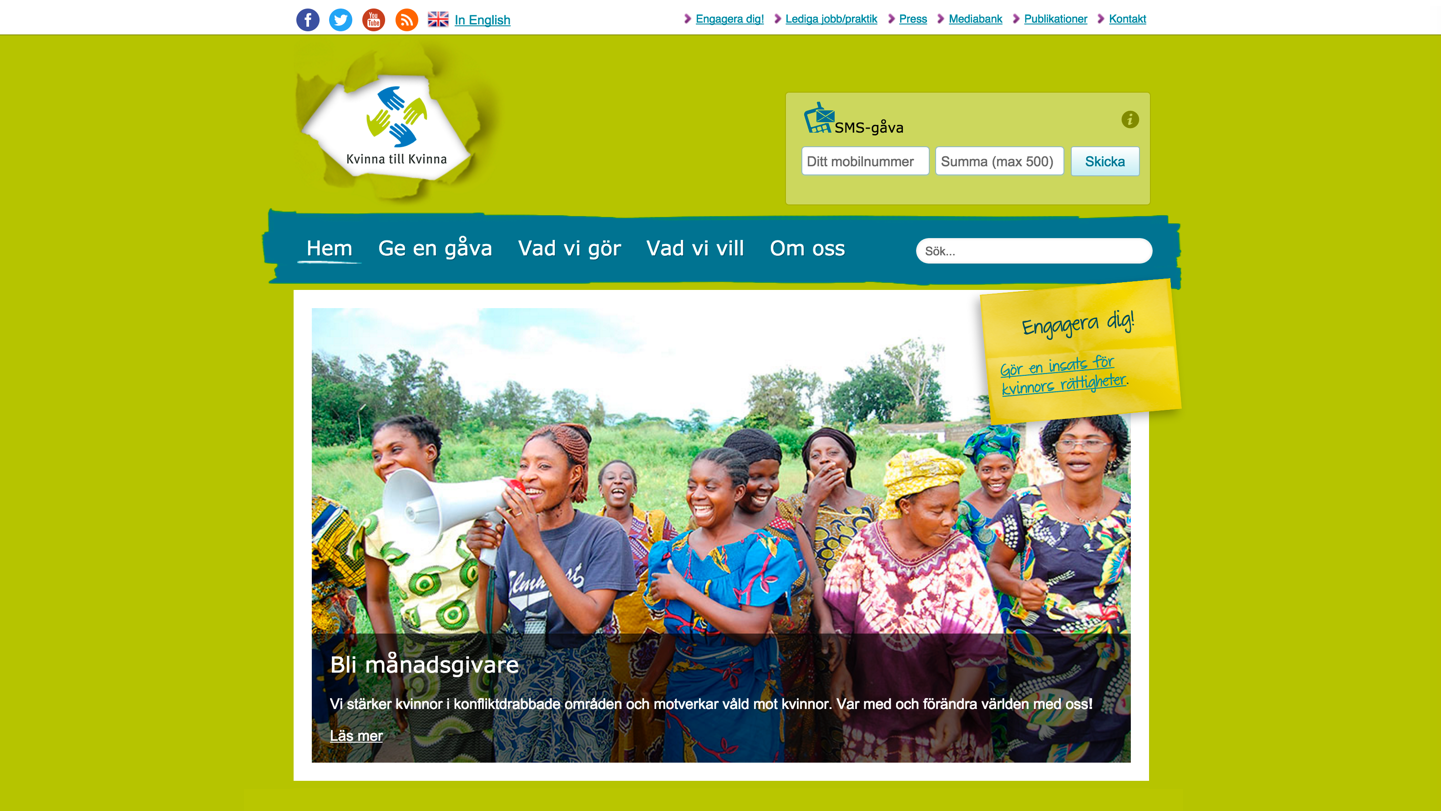 In English
Engagera dig!
Lediga jobb/praktik
Press
Mediabank
Publikationer
Kontakt
Kvinna till Kvinna
SMS-gåva
Ditt mobilnummer
Summa (max 500)
Skicka
Hem
Ge en gåva
Vad vi gör
Vad vi vill
Om oss
Sök...
Engagera dig!
Gör en insats för
kvinnors rättigheter.
Bli månadsgivare
Vi stärker kvinnor i konfliktdrabbade områden och motverkar våld mot kvinnor. Var med och förändra världen med oss!
Läs mer